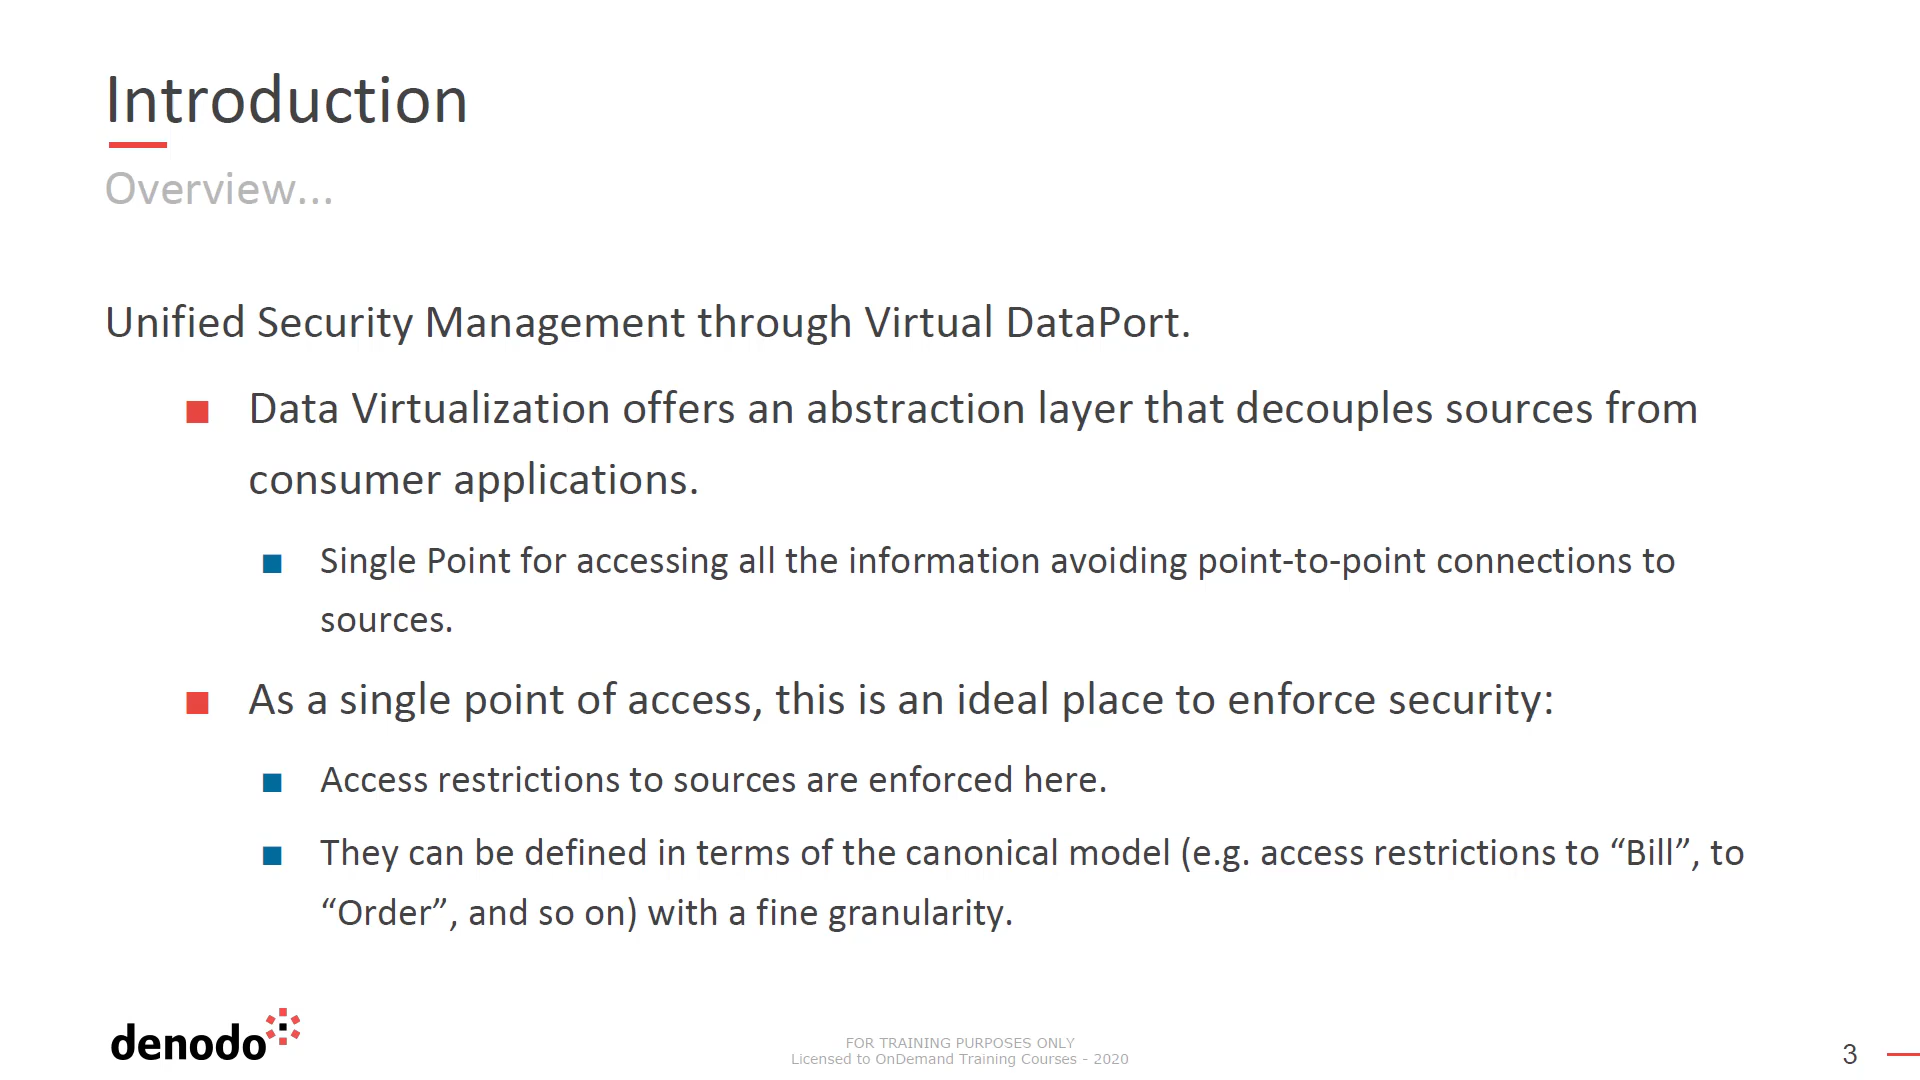 Introduction
Overview...
Unified Security Management through Virtual DataPort.
■ Data Virtualization offers an abstraction layer that decouples sources from
consumer applications.
■ Single Point for accessing all the information avoiding point-to-point connections to
sources.
■ As a single point of access, this is an ideal place to enforce security:
■ Access restrictions to sources are enforced here.
■ They can be defined in terms of the canonical model (e.g. access restrictions to “Bill”, to
“Order”, and so on) with a fine granularity.
denodo
FOR TRAINING PURPOSES ONLY
Licensed to OnDemand Training Courses - 2020
3